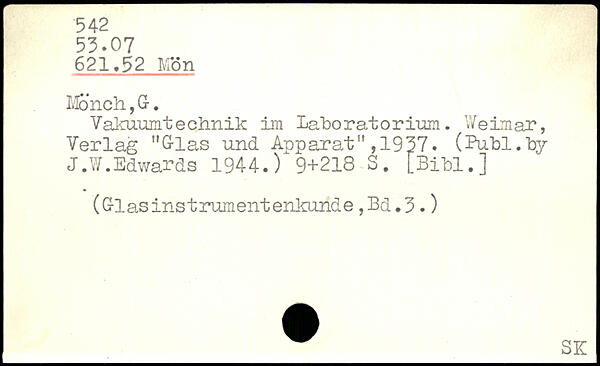 542
53.07
621.52 Mön
Mönch,G.
Vakuumtechnik im Laboratorium. Weimar,
Verlag "Glas und Apparat",1937. (Publ.by
J.W.Edwards 1944.) 9+218 S. [Bibl.]
(Glasinstrumentenkunde,Bd.3.)
SK